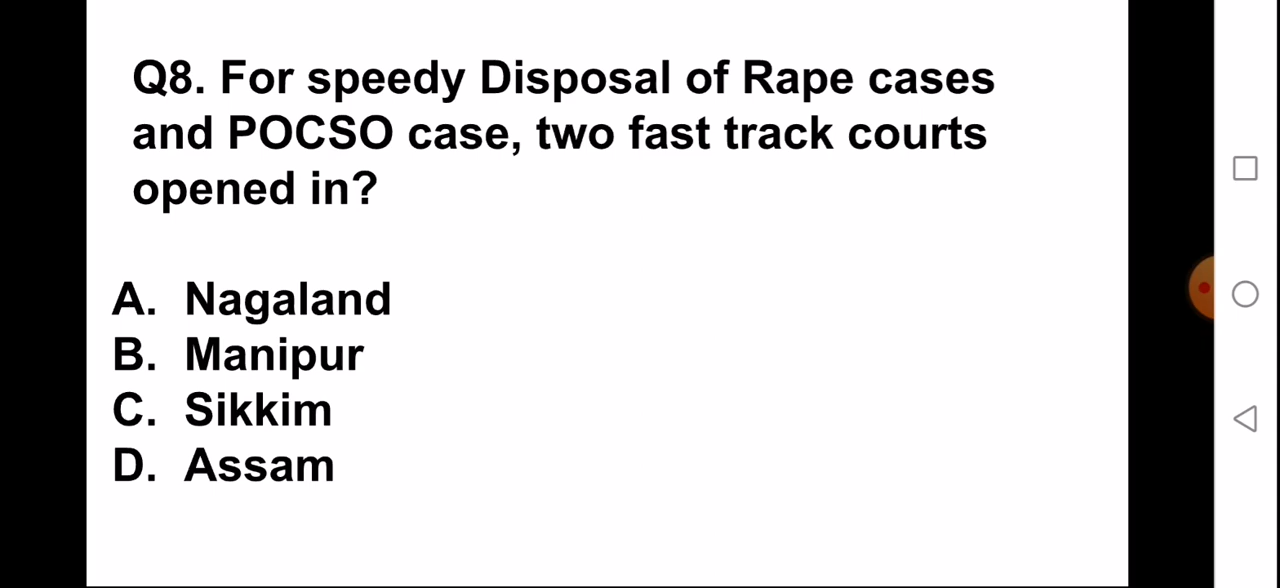 Q8. For speedy Disposal of Rape cases
and POCSO case, two fast track courts
opened in?
A. Nagaland
B. Manipur
C. Sikkim
D. Assam